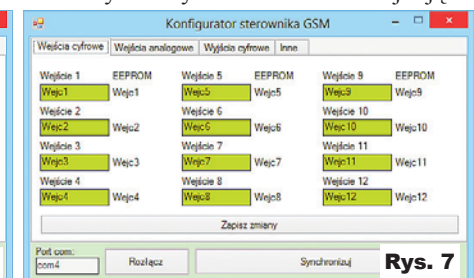 Konfigurator sterownika GSM
Wejścia cyfrowe Wejścia analogowe Wyjścia cyfrowe Inne
Wejście 1 EEPROM Wejście 5 EEPROM Wejście 9 EEPROM
Wejc1 Wejc1 Wejc5 Wejc5 Wejc9 Wejc9
Wejście 2 Wejście 6 Wejście 10
Wejc2 Wejc2 Wejc6 Wejc6 Wejc10 Wejc10
Wejście 3 Wejście 7 Wejście 11
Wejc3 Wejc3 Wejc7 Wejc7 Wejc11 Wejc11
Wejście 4 Wejście 8 Wejście 12
Wejc4 Wejc4 Wejc8 Wejc8 Wejc12 Wejc12
Zapisz zmiany
Port com:
com4 Rozłącz Synchronizuj
Rys. 7